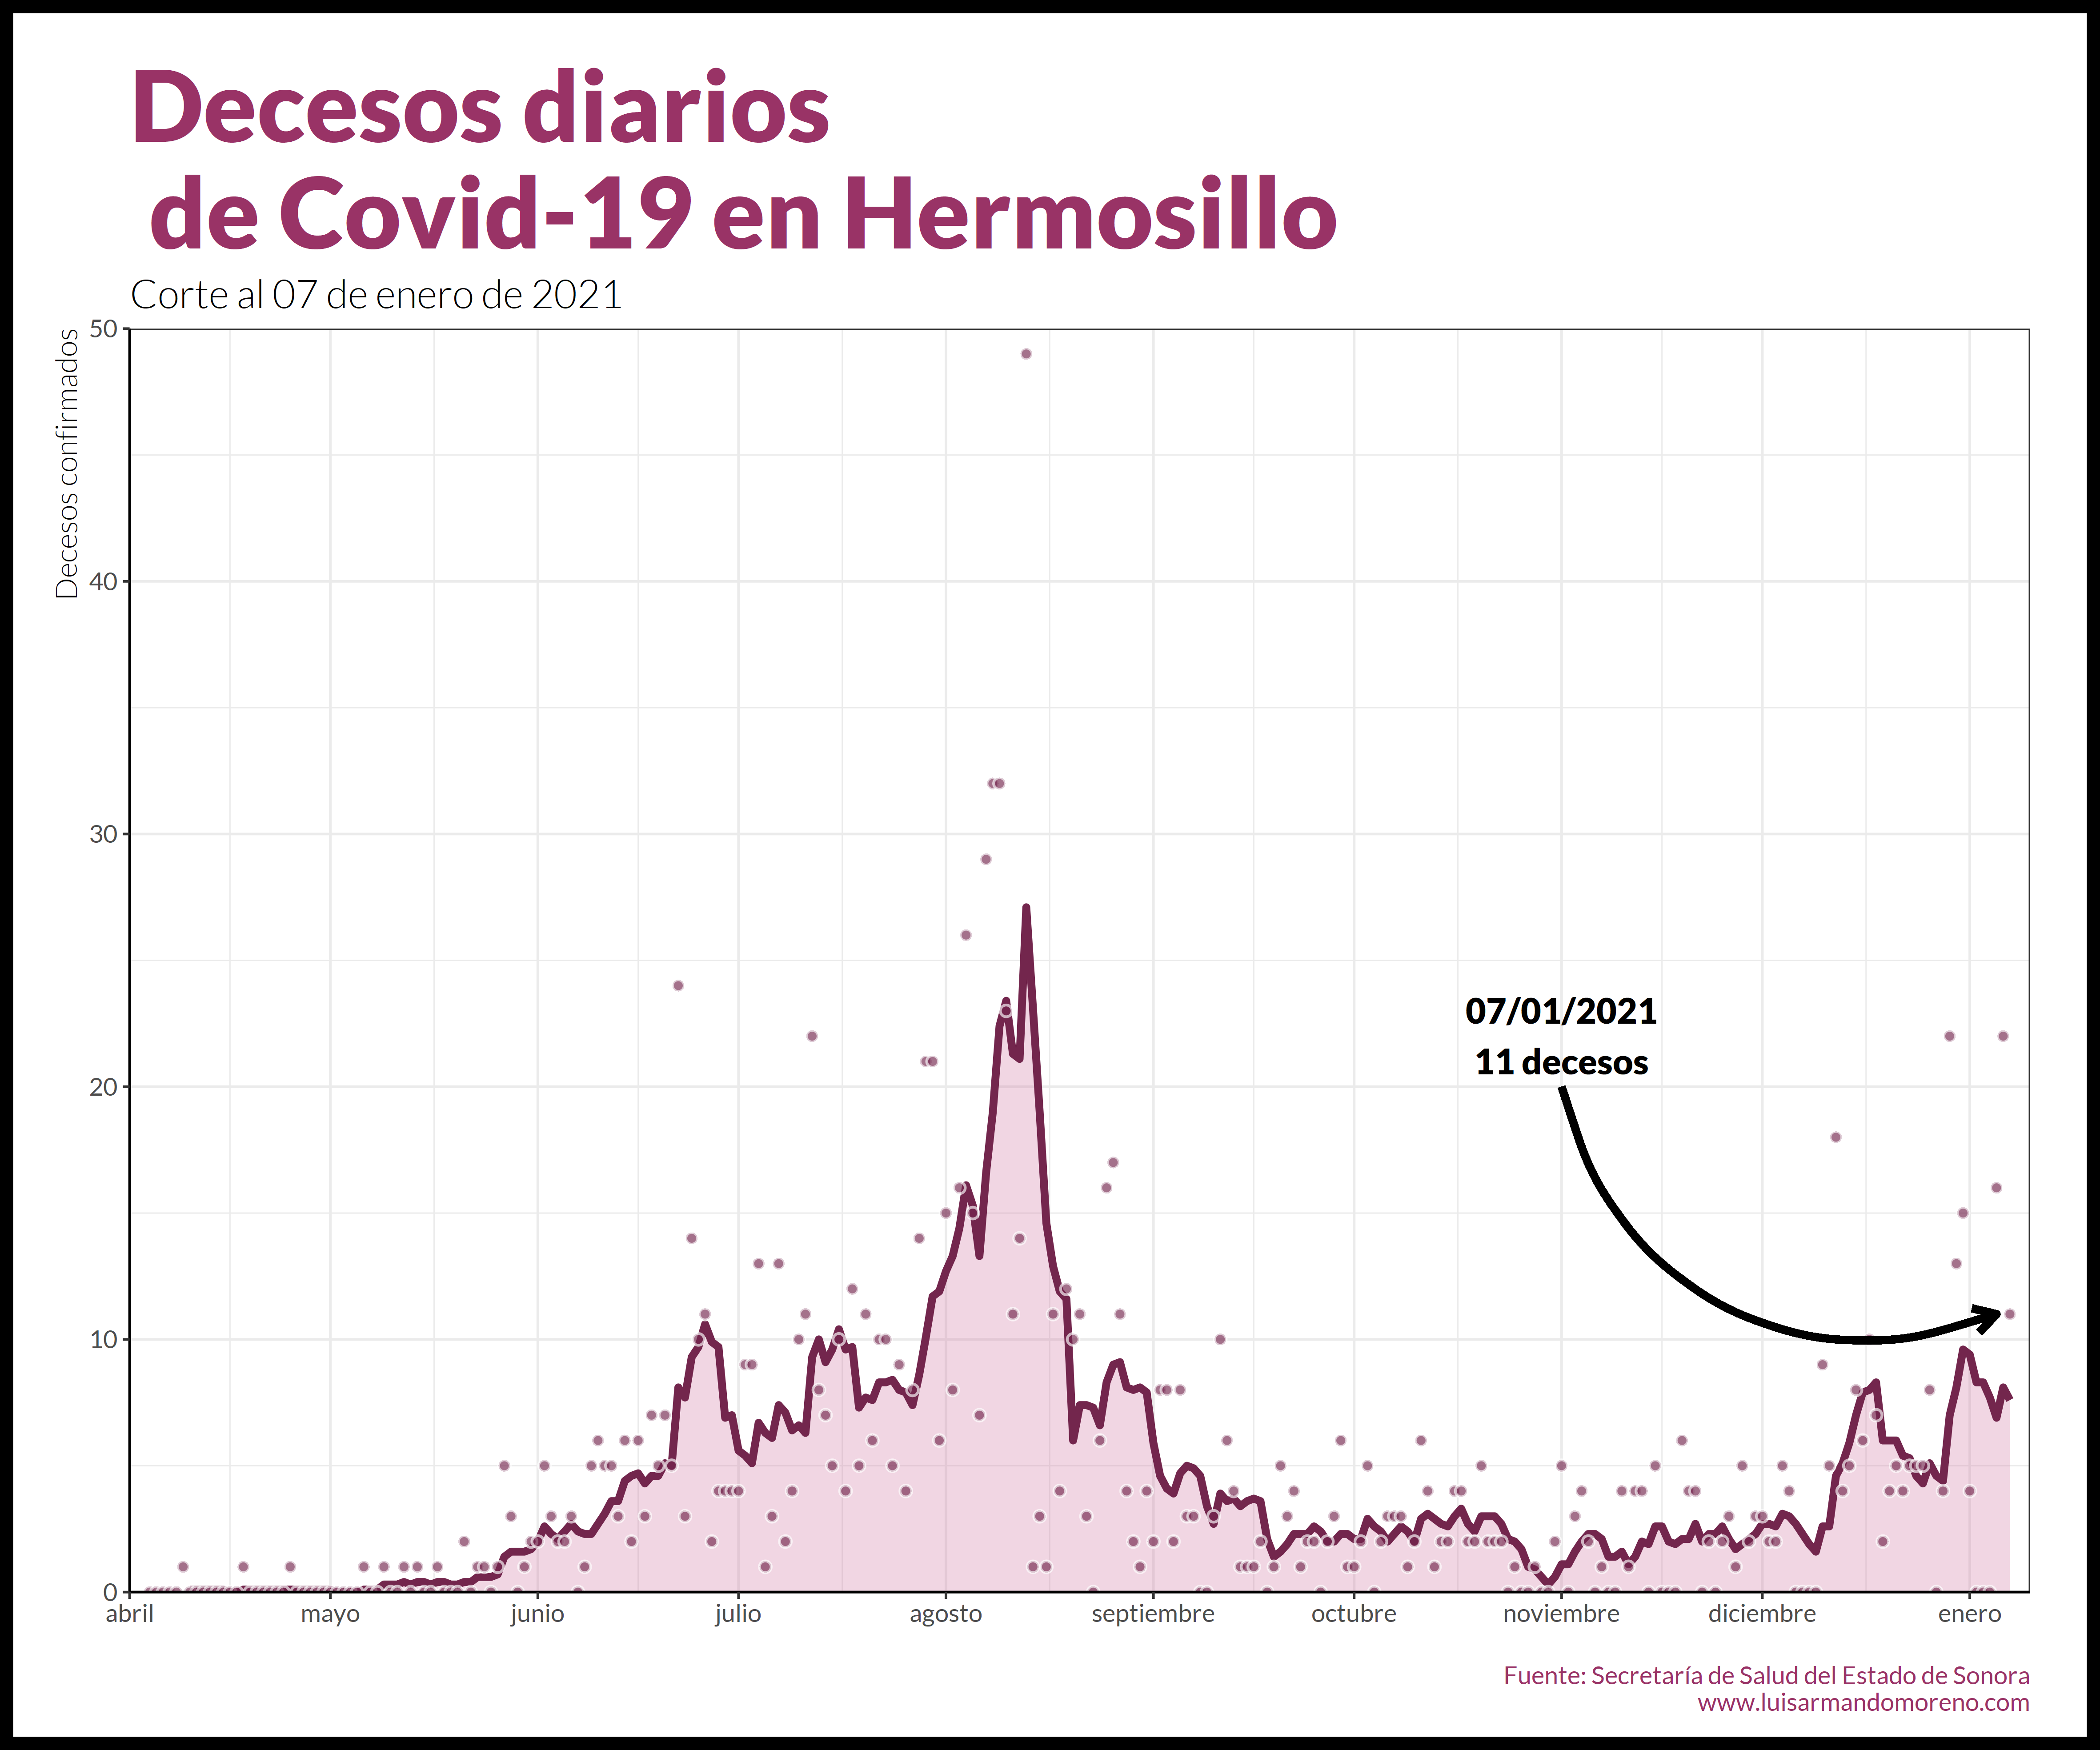 Decesos diarios
de Covid-19 en Hermosillo
Corte al 07 de enero de 2021
Decesos confirmados
50
40
30
20
10
0
07/01/2021
11 decesos
abril mayo junio julio agosto septiembre octubre noviembre diciembre enero
Fuente: Secretaría de Salud del Estado de Sonora
www.luisarmandomoreno.com